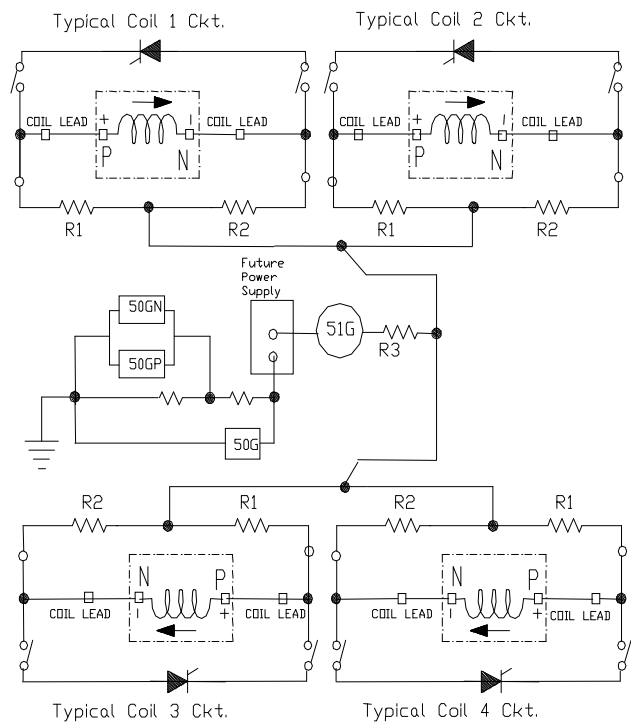 Typical Coil 1 Ckt.
Typical Coil 2 Ckt.
COIL LEAD + - COIL LEAD
COIL LEAD + - COIL LEAD
P N
P N
R1 R2
R1 R2
Future
Power
Supply
50GN
51G
50GP
R3
50G
R2 R1
R2 R1
N P
N P
COIL LEAD - + COIL LEAD
COIL LEAD - + COIL LEAD
Typical Coil 3 Ckt.
Typical Coil 4 Ckt.